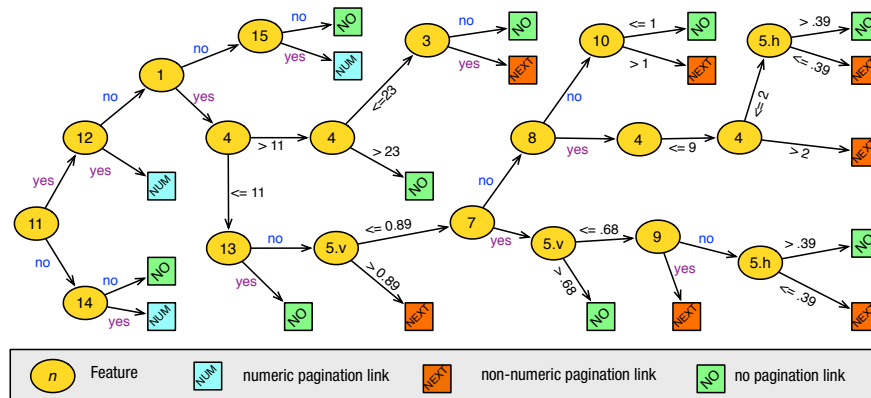 no
NO
no
<= 1
NO
> .39
NO
15
3
10
5.h
no
yes
NUM
yes
NEXT
> 1
NEXT
<= .39
NEXT
1
no
yes
<=23
no
<= 2
12
4
> 11
4
8
yes
4
<= 9
4
> 2
NEXT
yes
yes
NUM
> 23
NO
<= 11
no
11
<= 0.89
7
yes
<= .68
9
no
> .39
NO
no
13
no
5.v
5.v
5.h
no
NO
yes
> 0.89
> .68
yes
<= .39
14
yes
NUM
NO
NEXT
NO
NEXT
NEXT
n Feature NUM numeric pagination link NEXT non-numeric pagination link NO no pagination link